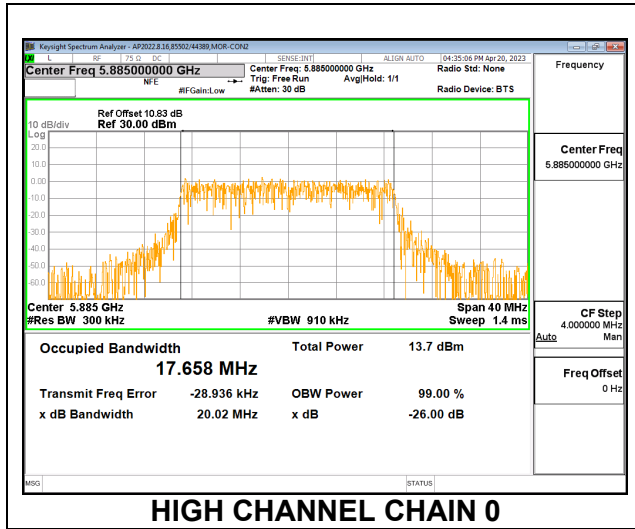 Keysight Spectrum Analyzer - AP2022.8.16,85502/44389,MOR-CON2
L RF 75 Ω DC SENSE:INT ALIGN AUTO 04:35:06 PM Apr 20, 2023
Center Freq 5.885000000 GHz
NFE
#IFGain:Low
Center Freq: 5.885000000 GHz
Trig: Free Run Avg|Hold: 1/1
#Atten: 30 dB
Radio Std: None
Radio Device: BTS
Frequency
Ref Offset 10.83 dB
10 dB/div Ref 30.00 dBm
Log
20.0
10.0
0.00
-10.0
-20.0
-30.0
-40.0
-50.0
-60.0
Center 5.885 GHz Span 40 MHz
#Res BW 300 kHz #VBW 910 kHz Sweep 1.4 ms
Occupied Bandwidth Total Power 13.7 dBm
17.658 MHz
Transmit Freq Error -28.936 kHz OBW Power 99.00 %
x dB Bandwidth 20.02 MHz x dB -26.00 dB
Center Freq
5.885000000 GHz
CF Step
4.000000 MHz
Auto Man
Freq Offset
0 Hz
MSG STATUS
HIGH CHANNEL CHAIN 0